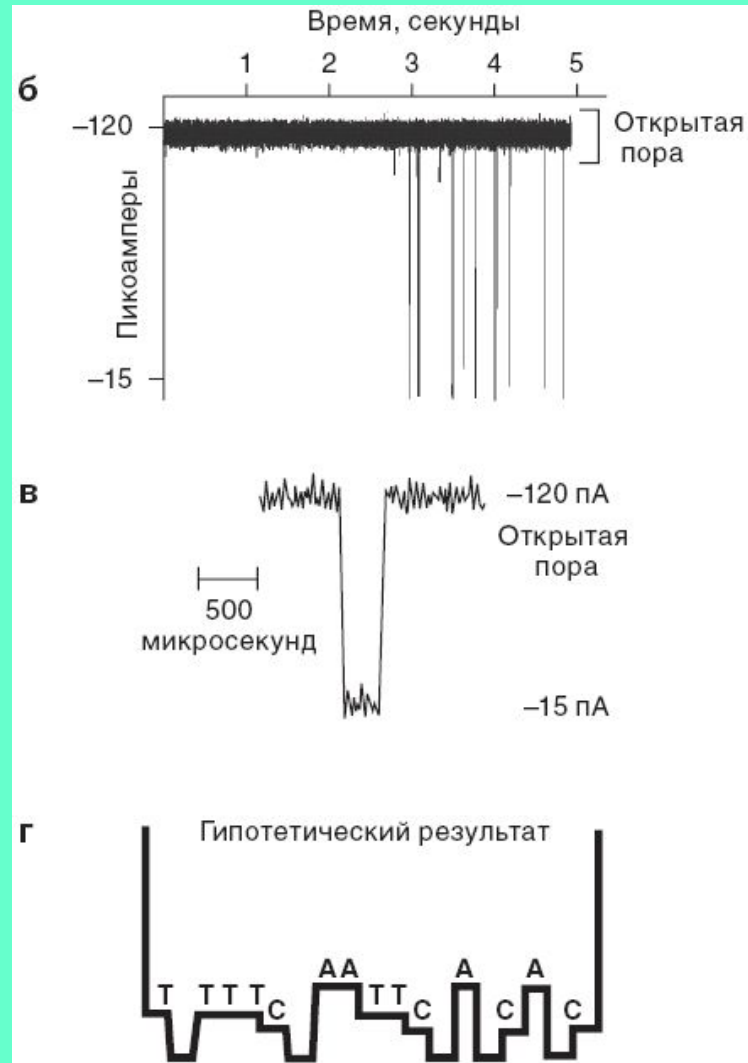 Время, секунды
1 2 3 4 5
б
–120
Открытая
пора
Пикоамперы
–15
в
–120 пА
Открытая
пора
500
микросекунд
–15 пА
г
Гипотетический результат
T T T T C A A T T C A C A C